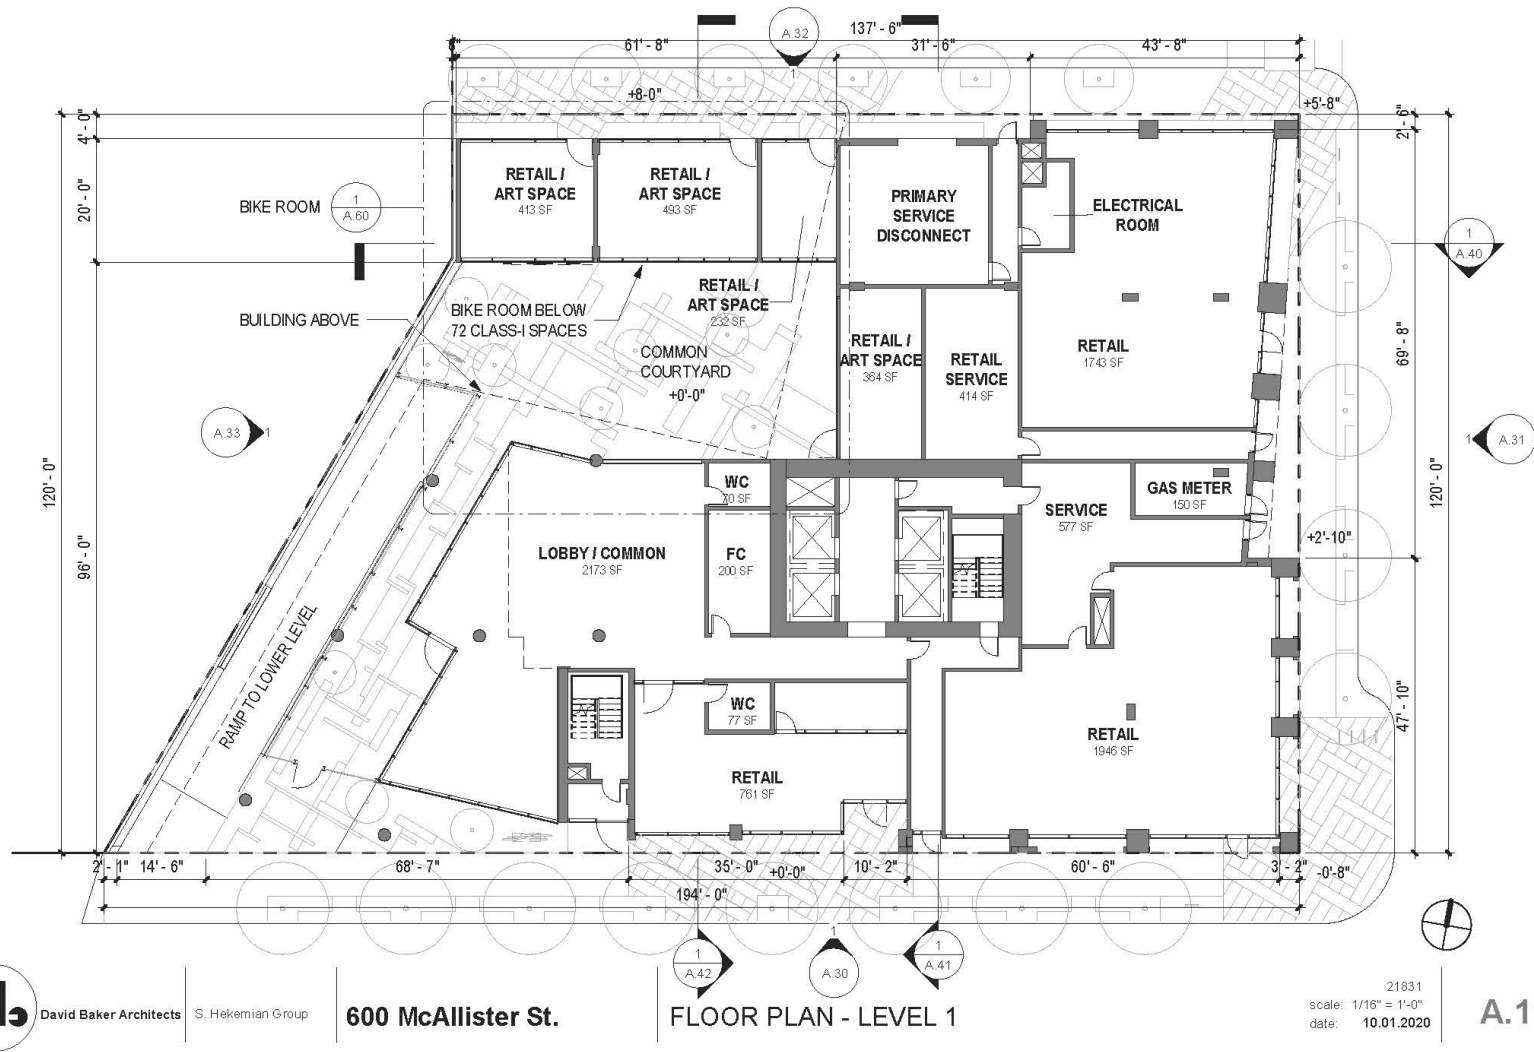 137' - 6"
A.32
1
8"
61' - 8"
31' - 6"
43' - 8"
+8-0"
+5'-8"
4' - 0"
2' - 6"
20' - 0"
BIKE ROOM
1
A.60
RETAIL /
ART SPACE
413 SF
RETAIL /
ART SPACE
493 SF
PRIMARY
SERVICE
DISCONNECT
ELECTRICAL
ROOM
1
A.40
RETAIL /
ART SPACE
232 SF
BUILDING ABOVE
BIKE ROOM BELOW
72 CLASS-I SPACES
COMMON
COURTYARD
+0'-0"
RETAIL /
ART SPACE
364 SF
RETAIL
SERVICE
414 SF
RETAIL
1743 SF
69' - 8"
A.33
1
1
A.31
120' - 0"
120' - 0"
96' - 0"
WC
70 SF
LOBBY / COMMON
2173 SF
FC
200 SF
SERVICE
577 SF
GAS METER
150 SF
+2'-10"
RAMP TO LOWER LEVEL
WC
77 SF
RETAIL
761 SF
RETAIL
1946 SF
47' - 10"
2' - 1"
14' - 6"
68' - 7"
35' - 0"
+0'-0"
10' - 2"
60' - 6"
3' - 2"
-0'-8"
194' - 0"
1
A.42
1
A.30
1
A.41
David Baker Architects
S. Hekemian Group
600 McAllister St.
FLOOR PLAN - LEVEL 1
21831
scale: 1/16" = 1'-0"
date: 10.01.2020
A.1